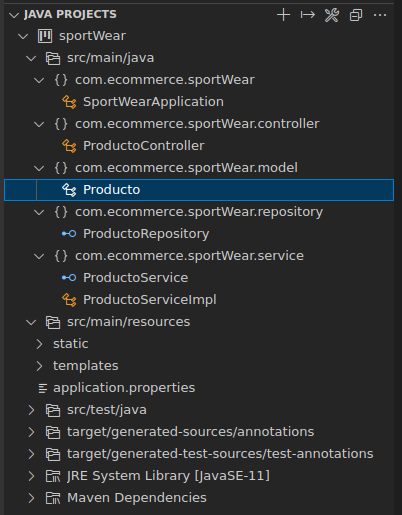 JAVA PROJECTS
sportWear
src/main/java
{} com.ecommerce.sportWear
SportWearApplication
{} com.ecommerce.sportWear.controller
ProductoController
{} com.ecommerce.sportWear.model
Producto
{} com.ecommerce.sportWear.repository
ProductoRepository
{} com.ecommerce.sportWear.service
ProductoService
ProductoServiceImpl
src/main/resources
static
templates
application.properties
src/test/java
target/generated-sources/annotations
target/generated-test-sources/test-annotations
JRE System Library [JavaSE-11]
Maven Dependencies